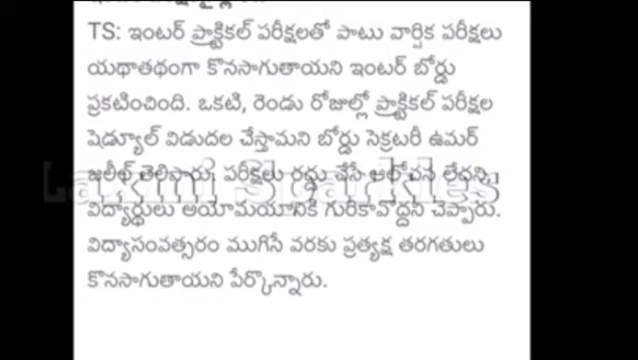 TS: ఇంటర్ ప్రాక్టికల్ పరీక్షలతో పాటు వార్షిక పరీక్షలు
యథాతథంగా కొనసాగుతాయని ఇంటర్ బోర్డు
ప్రకటించింది. ఒకటి, రెండు రోజుల్లో ప్రాక్టికల్ పరీక్షల
షెడ్యూల్ విడుదల చేస్తామని బోర్డు సెక్రటరీ ఉమర్
జలీల్ తెలిపారు. పరీక్షలు రద్దు చేసే ఆలోచన లేదని,
Laxmi Sparkles
విద్యార్థులు అయోమయానికి గురికావొద్దని చెప్పారు.
విద్యాసంవత్సరం ముగిసే వరకు ప్రత్యక్ష తరగతులు
కొనసాగుతాయని పేర్కొన్నారు.